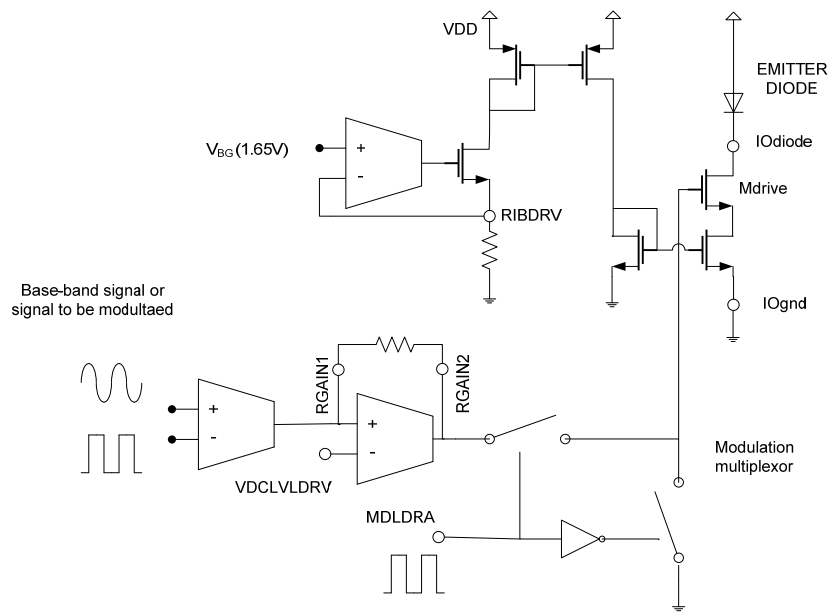 VDD
EMITTER
DIODE
VBG (1.65V)
+
-
IOdiode
Mdrive
RIBDRV
Base-band signal or
signal to be modultaed
IOgnd
RGAIN1
RGAIN2
+
-
+
-
VDCLVLDRV
Modulation
multiplexor
MDLDRA